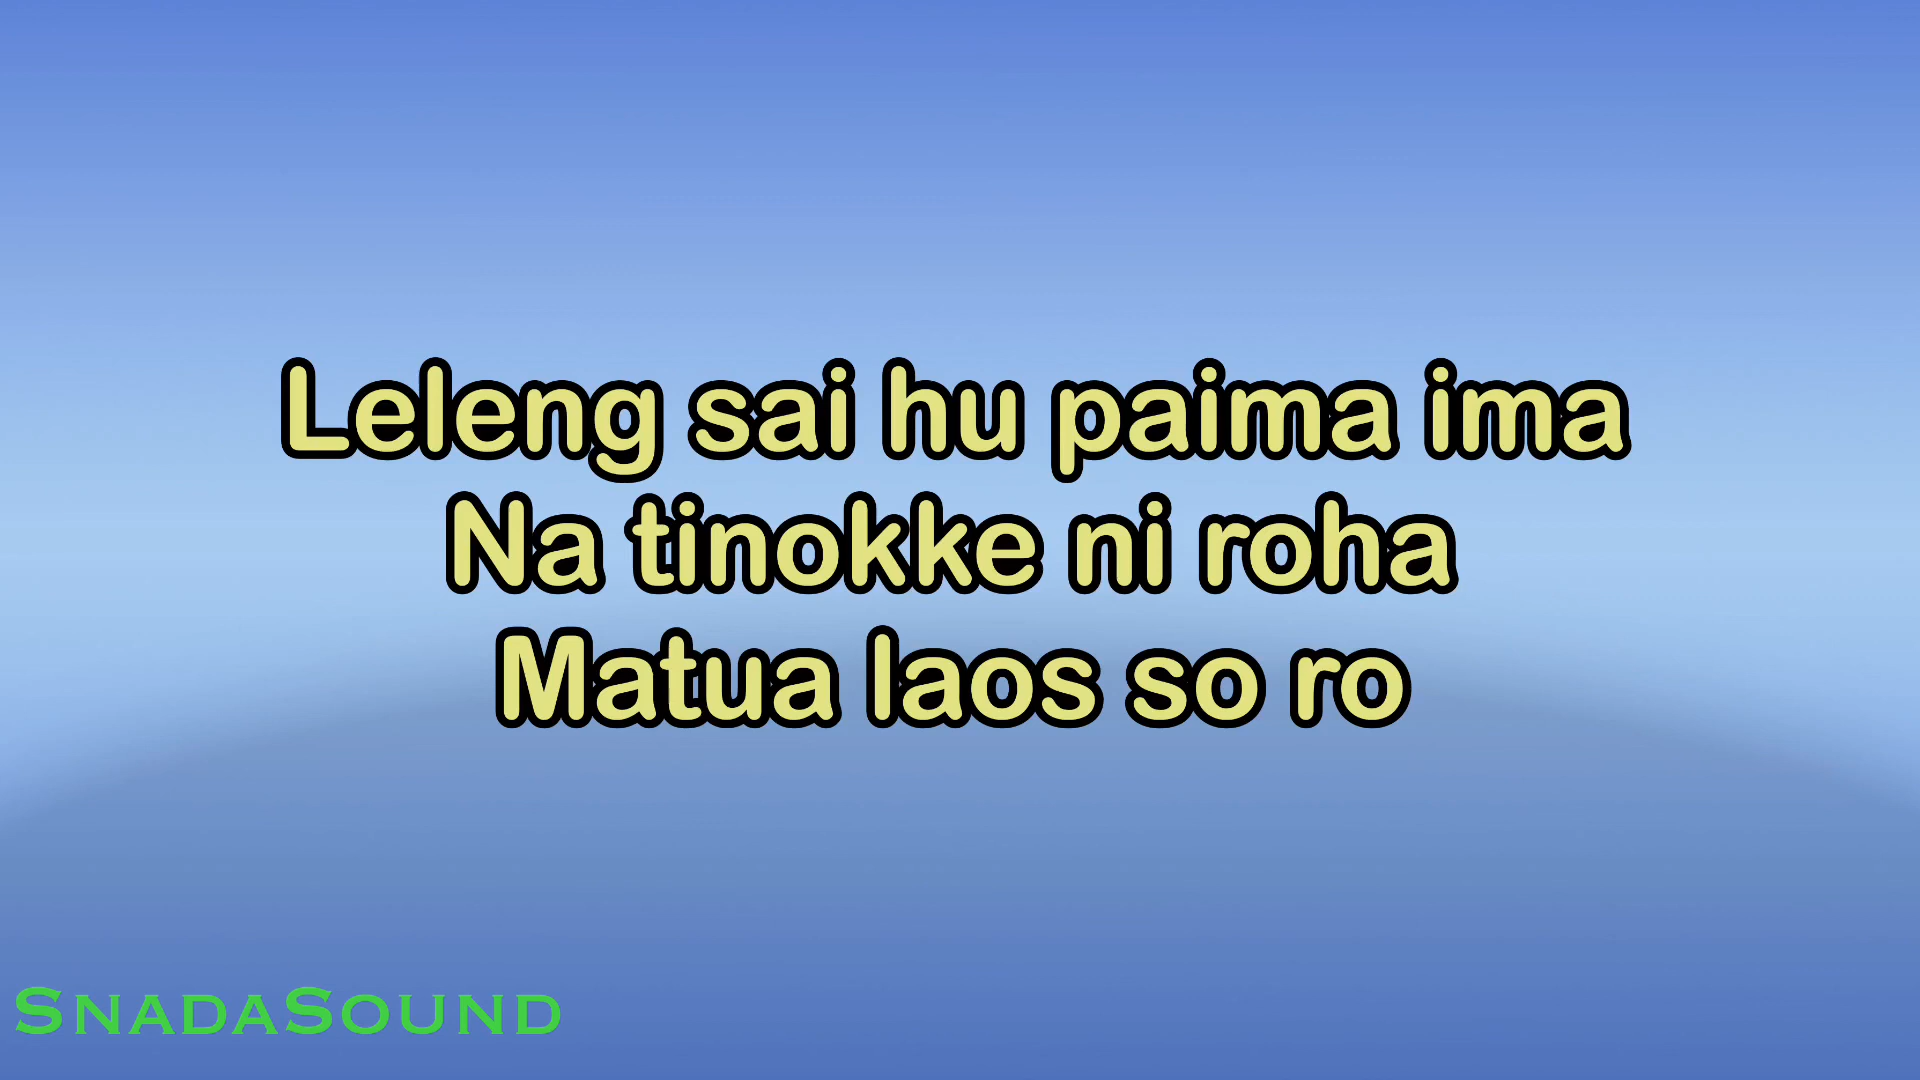 Leleng sai hu paima ima
Na tinokke ni roha
Matua laos so ro
SnadaSound